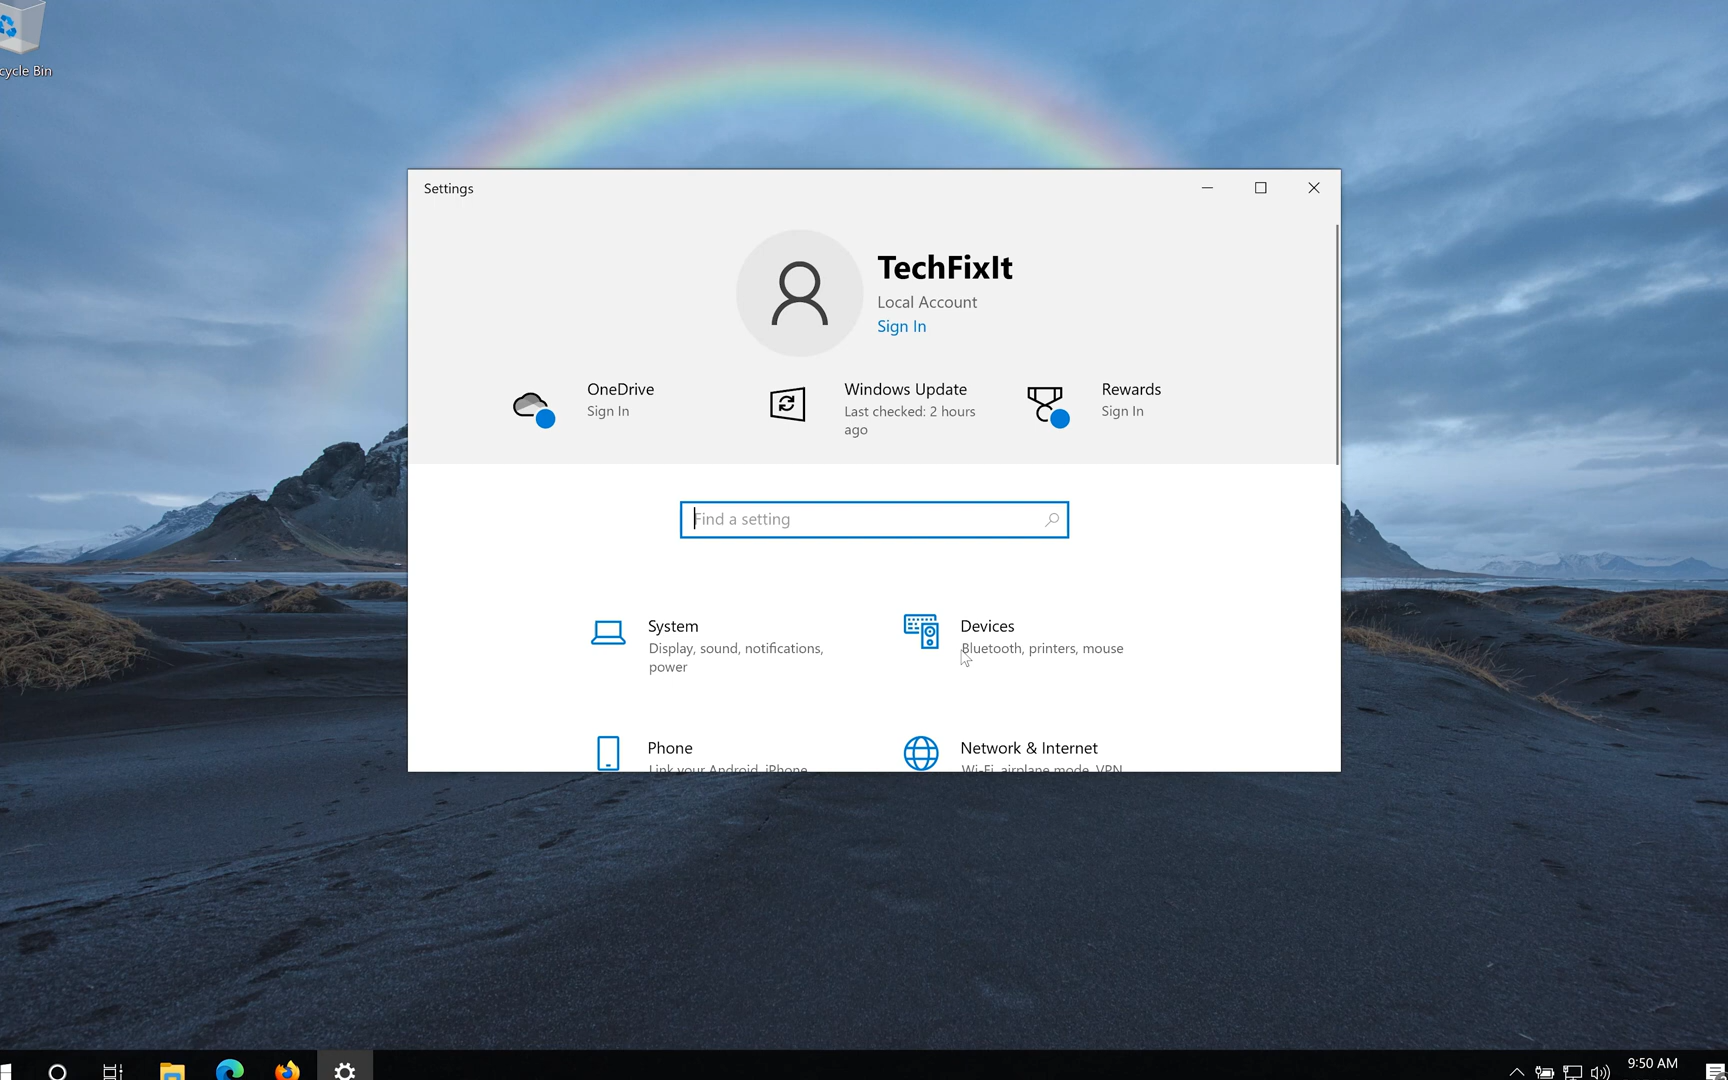 cycle Bin
Settings
TechFixIt
Local Account
Sign In
OneDrive
Sign In
Windows Update
Last checked: 2 hours
ago
Rewards
Sign In
Find a setting
System
Display, sound, notifications,
power
Devices
Bluetooth, printers, mouse
Phone
Link your Android, iPhone
Network & Internet
Wi-Fi, airplane mode, VPN
9:50 AM